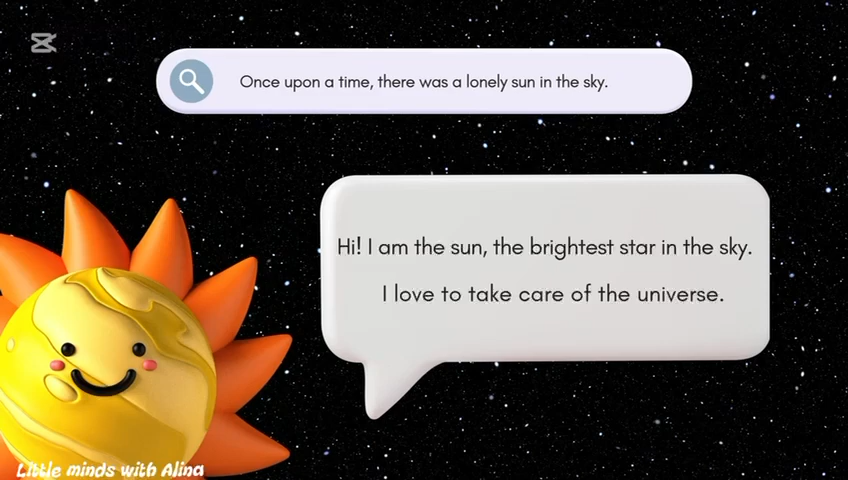 Once upon a time, there was a lonely sun in the sky.
Hi! I am the sun, the brightest star in the sky.
I love to take care of the universe.
Little minds with Alina